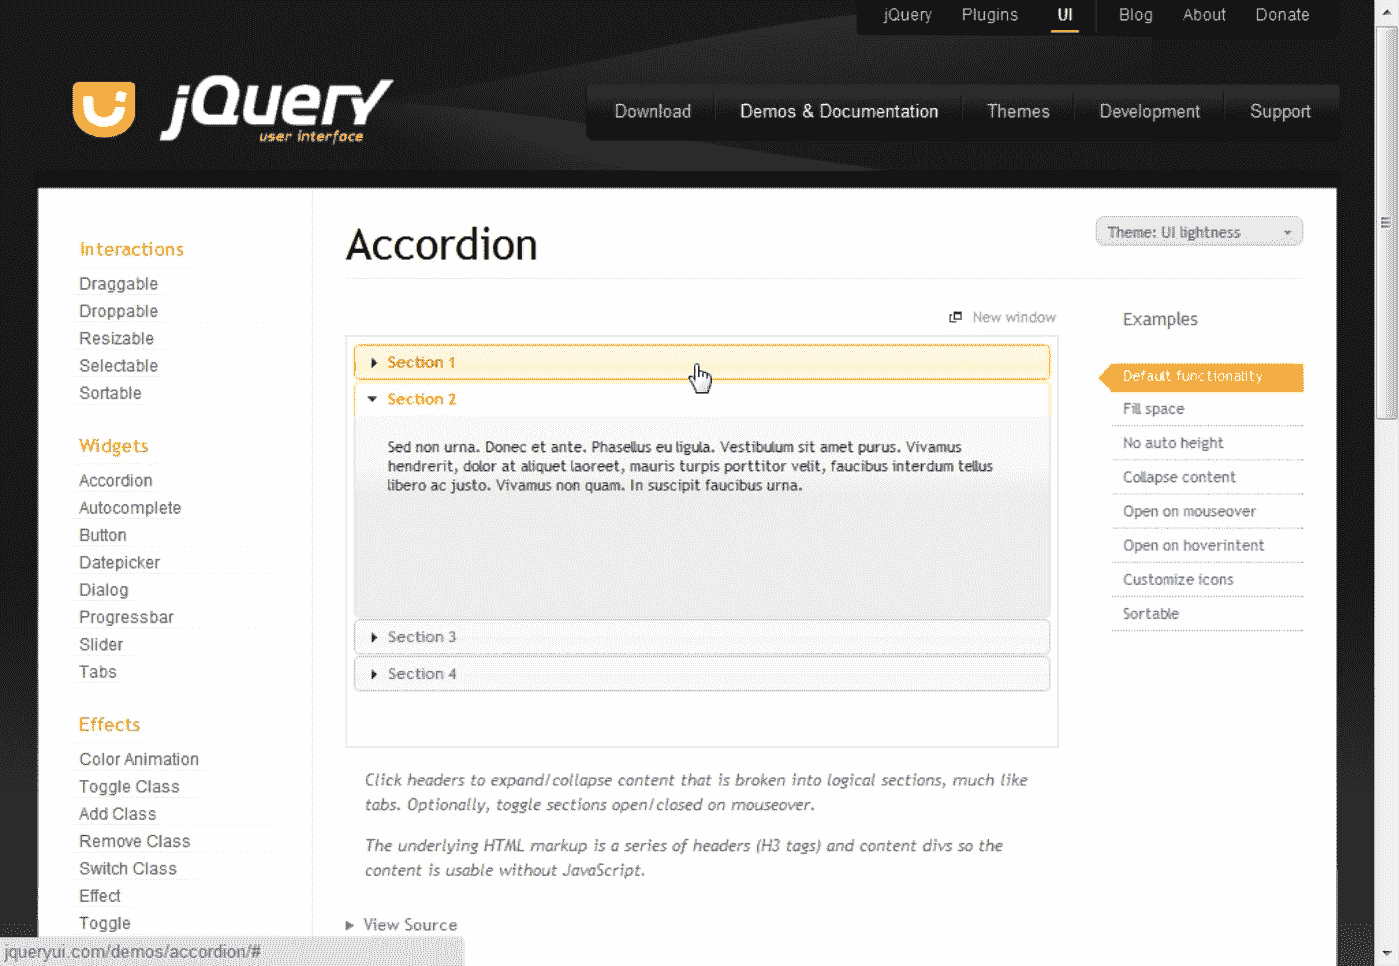 jQuery Plugins UI Blog About Donate
jQuery
user interface
Download Demos & Documentation Themes Development Support
Interactions
Draggable
Droppable
Resizable
Selectable
Sortable
Widgets
Accordion
Autocomplete
Button
Datepicker
Dialog
Progressbar
Slider
Tabs
Effects
Color Animation
Toggle Class
Add Class
Remove Class
Switch Class
Effect
Toggle
Accordion
Theme: UI lightness
New window
Section 1
Section 2
Sed non urna. Donec et ante. Phasellus eu ligula. Vestibulum sit amet purus. Vivamus
hendrerit, dolor at aliquet laoreet, mauris turpis porttitor velit, faucibus interdum tellus
libero ac justo. Vivamus non quam. In suscipit faucibus urna.
Section 3
Section 4
Click headers to expand/collapse content that is broken into logical sections, much like
tabs. Optionally, toggle sections open/closed on mouseover.
The underlying HTML markup is a series of headers (H3 tags) and content divs so the
content is usable without JavaScript.
View Source
Examples
Default functionality
Fill space
No auto height
Collapse content
Open on mouseover
Open on hoverintent
Customize icons
Sortable
jqueryui.com/demos/accordion/#